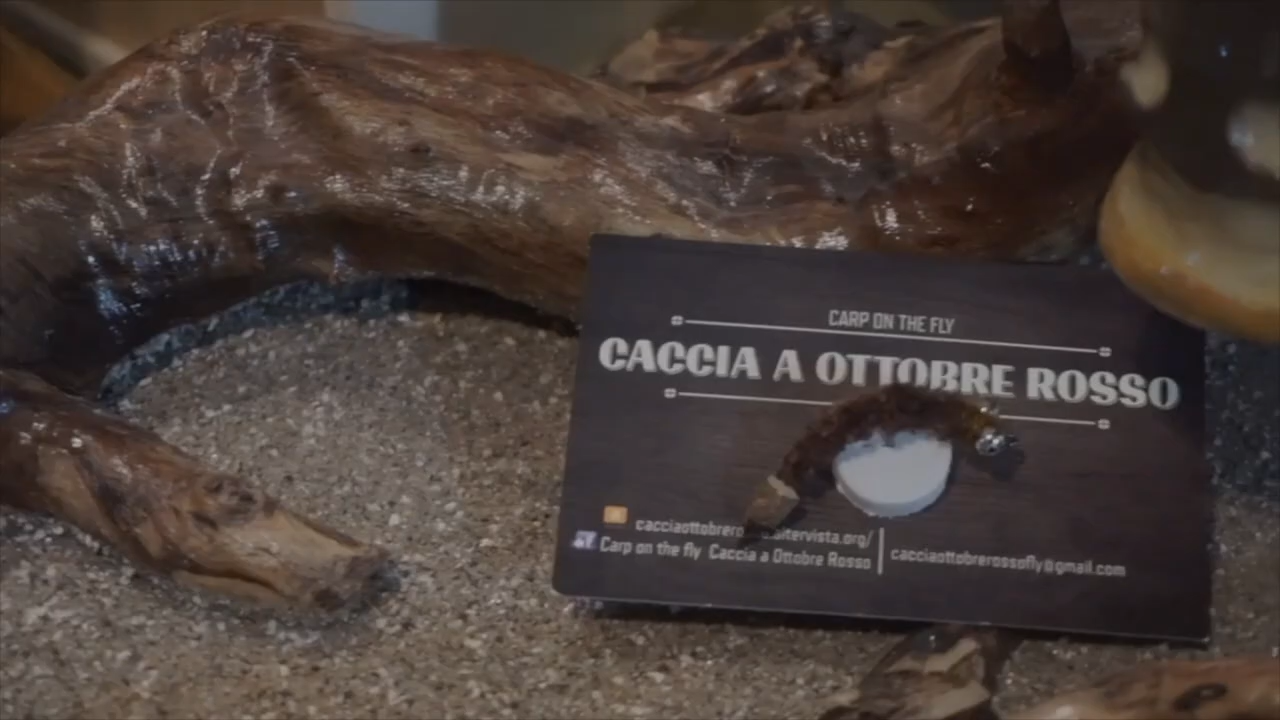 CARP ON THE FLY
CACCIA A OTTOBRE ROSSO
Carp on the fly Caccia a Ottobre Rosso
cacciaottobrerossofly@gmail.com